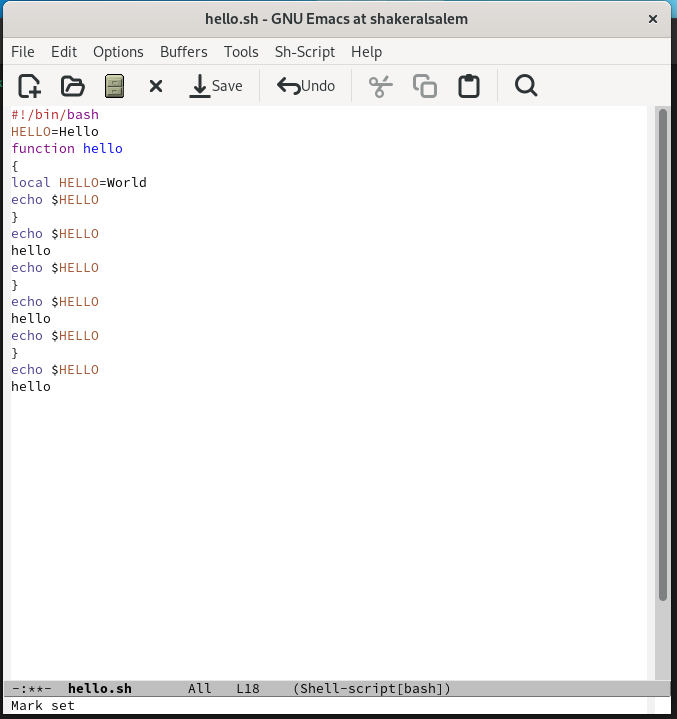 hello.sh - GNU Emacs at shakeralsalem
File Edit Options Buffers Tools Sh-Script Help
Save Undo
#!/bin/bash
HELLO=Hello
function hello
{
local HELLO=World
echo $HELLO
}
echo $HELLO
hello
echo $HELLO
}
echo $HELLO
hello
echo $HELLO
}
echo $HELLO
hello
-:**- hello.sh All L18 (Shell-script[bash])
Mark set